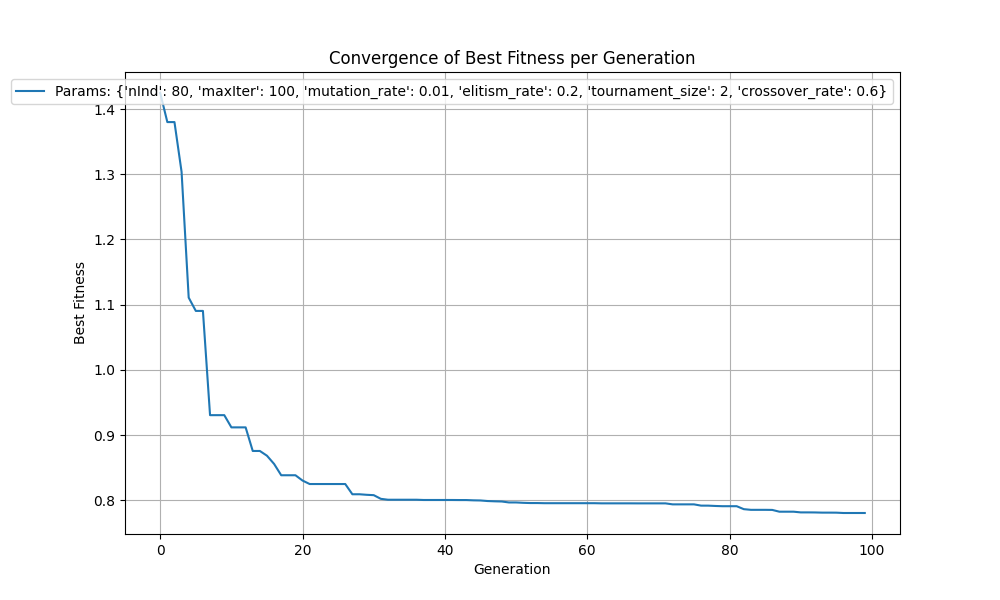 Convergence of Best Fitness per Generation
Params: {'nInd': 80, 'maxIter': 100, 'mutation_rate': 0.01, 'elitism_rate': 0.2, 'tournament_size': 2, 'crossover_rate': 0.6}
1.4
1.3
1.2
1.1
1.0
0.9
0.8
Best Fitness
0 20 40 60 80 100
Generation